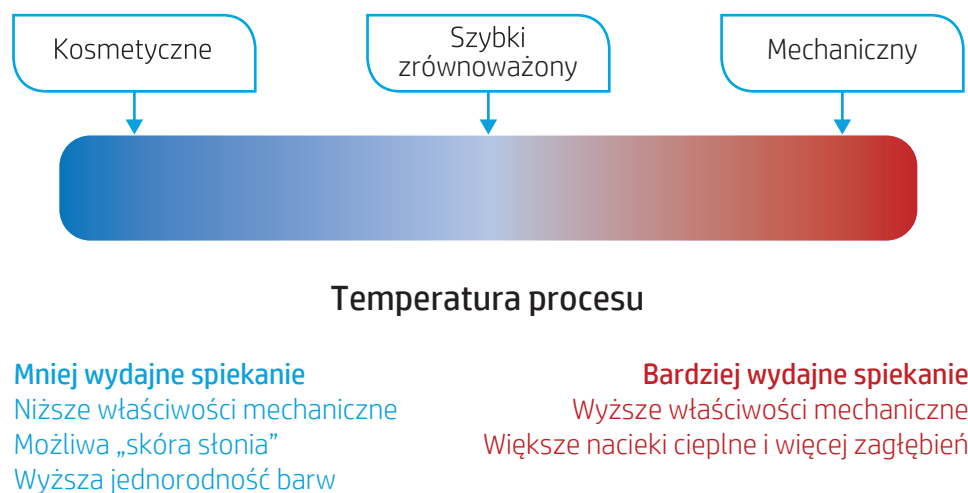 Kosmetyczne
Szybki
zrównoważony
Mechaniczny
Temperatura procesu
Mniej wydajne spiekanie
Niższe właściwości mechaniczne
Możliwa „skóra słonia”
Wyższa jednorodność barw
Bardziej wydajne spiekanie
Wyższe właściwości mechaniczne
Większe nacieki cieplne i więcej zagłębień